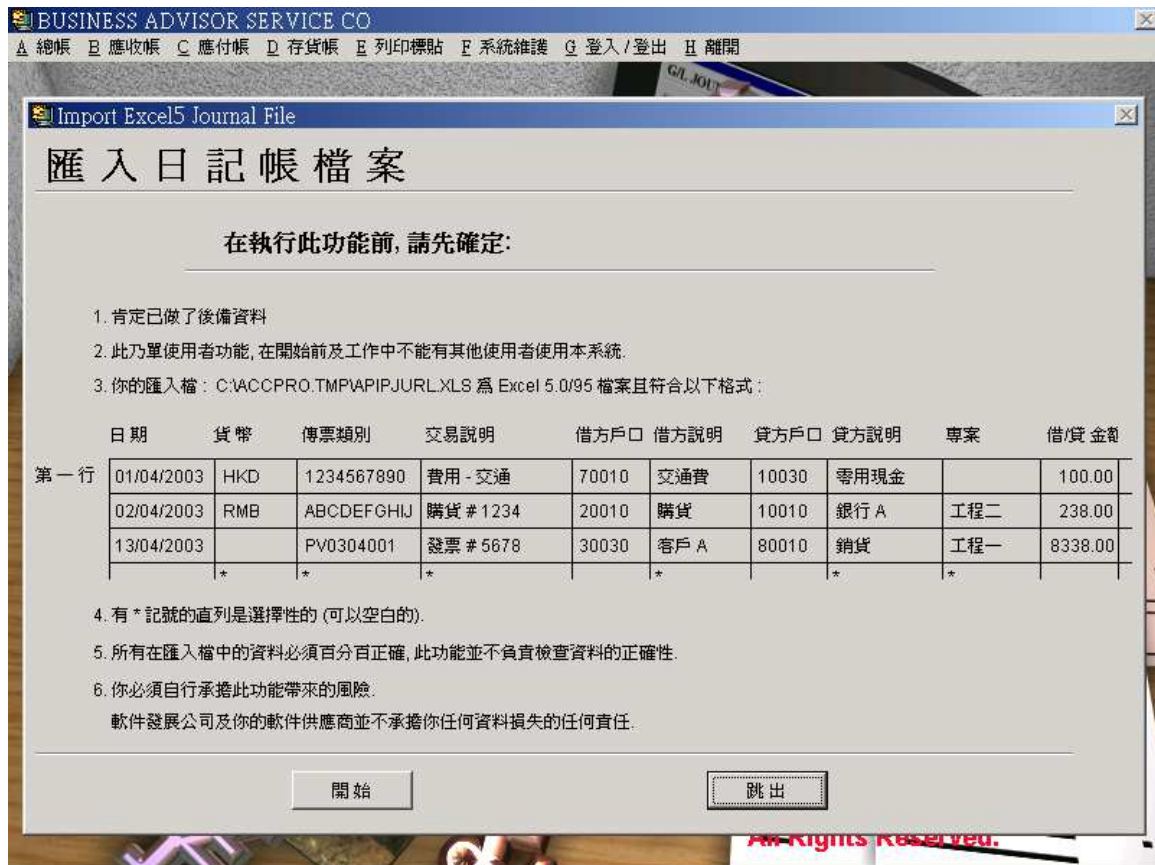 BUSINESS ADVISOR SERVICE CO
A 總帳 B 應收帳 C 應付帳 D 存貨帳 E 列印標貼 F 系統維護 G 登入/登出 H 離開
G/L JOU
Import Excel5 Journal File
匯入日記帳檔案
在執行此功能前, 請先確定:
1. 肯定已做了後備資料
2. 此乃單使用者功能, 在開始前及工作中不能有其他使用者使用本系統.
3. 你的匯入檔 : C:\ACCPRO.TMP\APIPJURL.XLS 爲 Excel 5.0/95 檔案且符合以下格式 :
日期 貨幣 傳票類別 交易說明 借方戶口 借方說明 貸方戶口 貸方說明 專案 借/貸 金額
第一行 01/04/2003 HKD 1234567890 費用 - 交通 70010 交通費 10030 零用現金 100.00
02/04/2003 RMB ABCDEFGHIJ 購貨 # 1234 20010 購貨 10010 銀行 A 工程二 238.00
13/04/2003 PV0304001 發票 # 5678 30030 客戶 A 80010 銷貨 工程一 8338.00
* * * * * *
4. 有 * 記號的直列是選擇性的 (可以空白的).
5. 所有在匯入檔中的資料必須百分百正確, 此功能並不負責檢查資料的正確性.
6. 你必須自行承擔此功能帶來的風險.
軟件發展公司及你的軟件供應商並不承擔你任何資料損失的任何責任.
開始 跳出
All Rights Reserved.